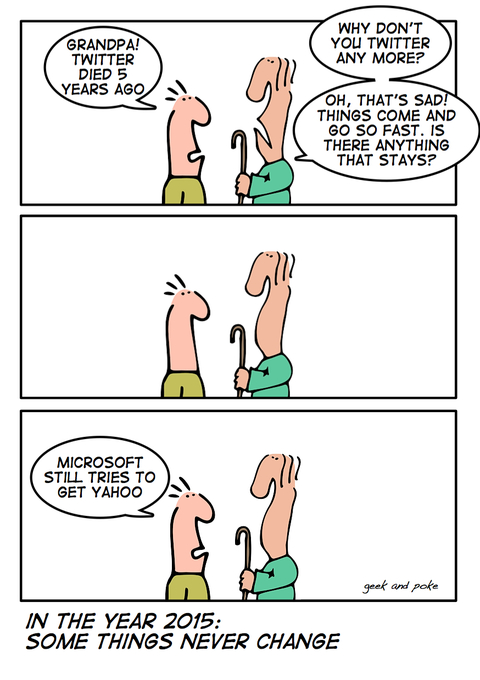 WHY DON'T
YOU TWITTER
ANY MORE?
GRANDPA!
TWITTER
DIED 5
YEARS AGO
OH, THAT'S SAD!
THINGS COME AND
GO SO FAST. IS
THERE ANYTHING
THAT STAYS?
MICROSOFT
STILL TRIES TO
GET YAHOO
geek and poke
IN THE YEAR 2015:
SOME THINGS NEVER CHANGE